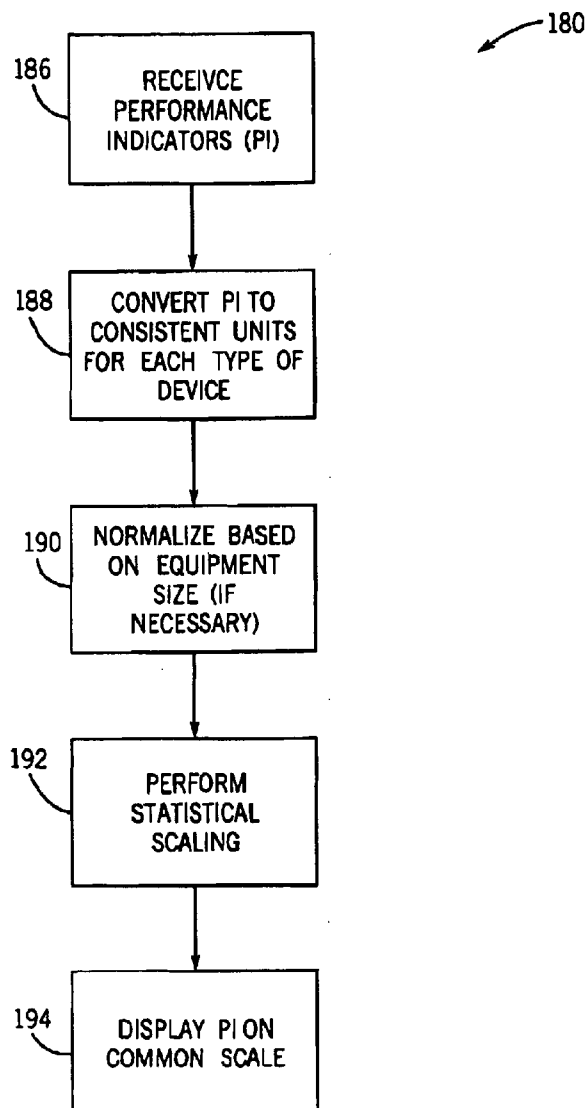 180
186
RECEIVCE
PERFORMANCE
INDICATORS (PI)
188
CONVERT PI TO
CONSISTENT UNITS
FOR EACH TYPE OF
DEVICE
190
NORMALIZE BASED
ON EQUIPMENT
SIZE (IF
NECESSARY)
192
PERFORM
STATISTICAL
SCALING
194
DISPLAY PI ON
COMMON SCALE